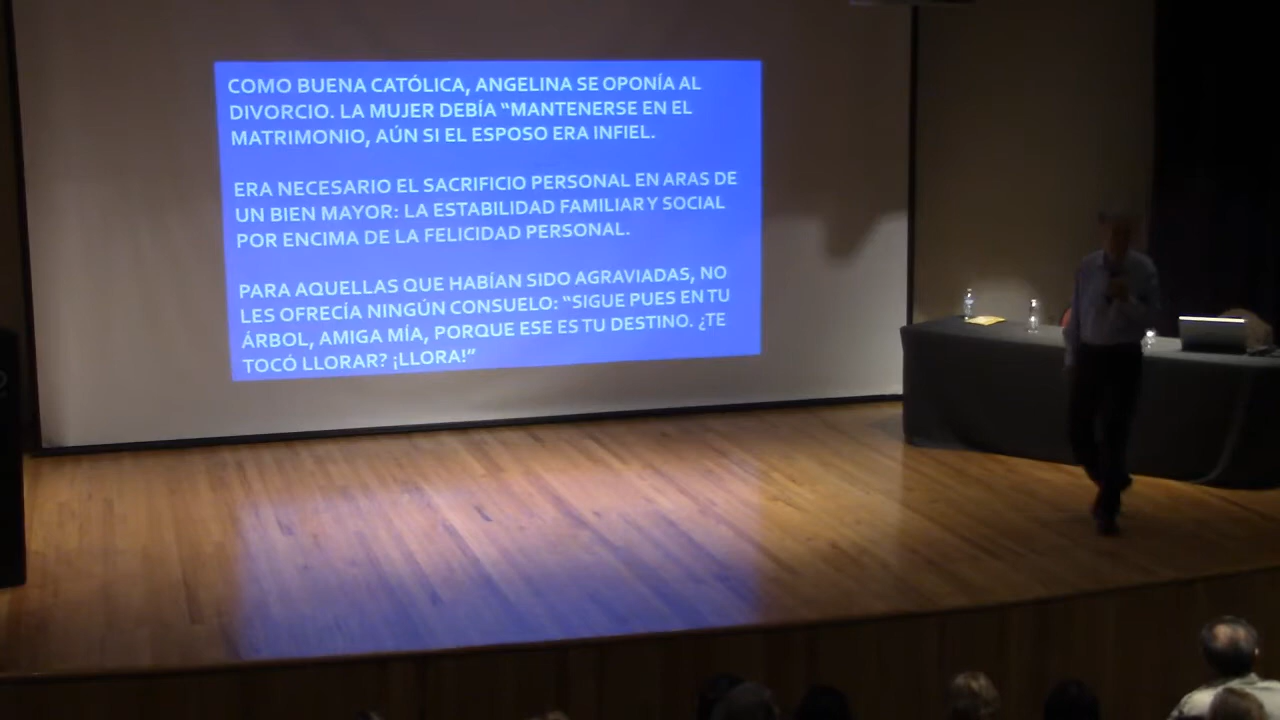 COMO BUENA CATÓLICA, ANGELINA SE OPONÍA AL
DIVORCIO. LA MUJER DEBÍA “MANTENERSE EN EL
MATRIMONIO, AÚN SI EL ESPOSO ERA INFIEL.
ERA NECESARIO EL SACRIFICIO PERSONAL EN ARAS DE
UN BIEN MAYOR: LA ESTABILIDAD FAMILIAR Y SOCIAL
POR ENCIMA DE LA FELICIDAD PERSONAL.
PARA AQUELLAS QUE HABÍAN SIDO AGRAVIADAS, NO
LES OFRECÍA NINGÚN CONSUELO: “SIGUE PUES EN TU
ÁRBOL, AMIGA MÍA, PORQUE ESE ES TU DESTINO. ¿TE
TOCÓ LLORAR? ¡LLORA!”